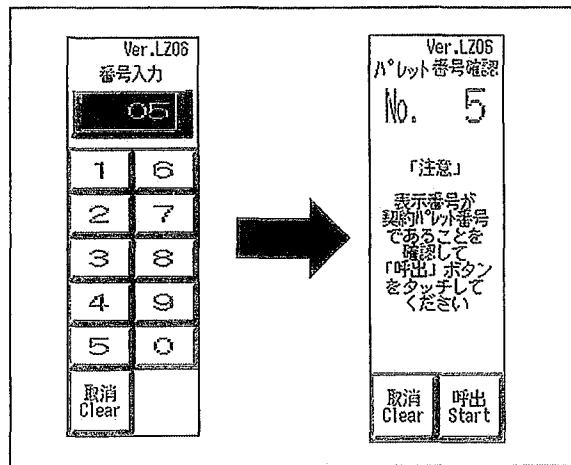 Ver.LZ06
番号入力
05
1 6
2 7
3 8
4 9
5 0
取消
Clear
Ver.LZ06
パレット番号確認
No. 5
「注意」
表示番号が
契約パレット番号
であることを
確認して
「呼出」ボタン
をタッチして
ください
取消
Clear
呼出
Start